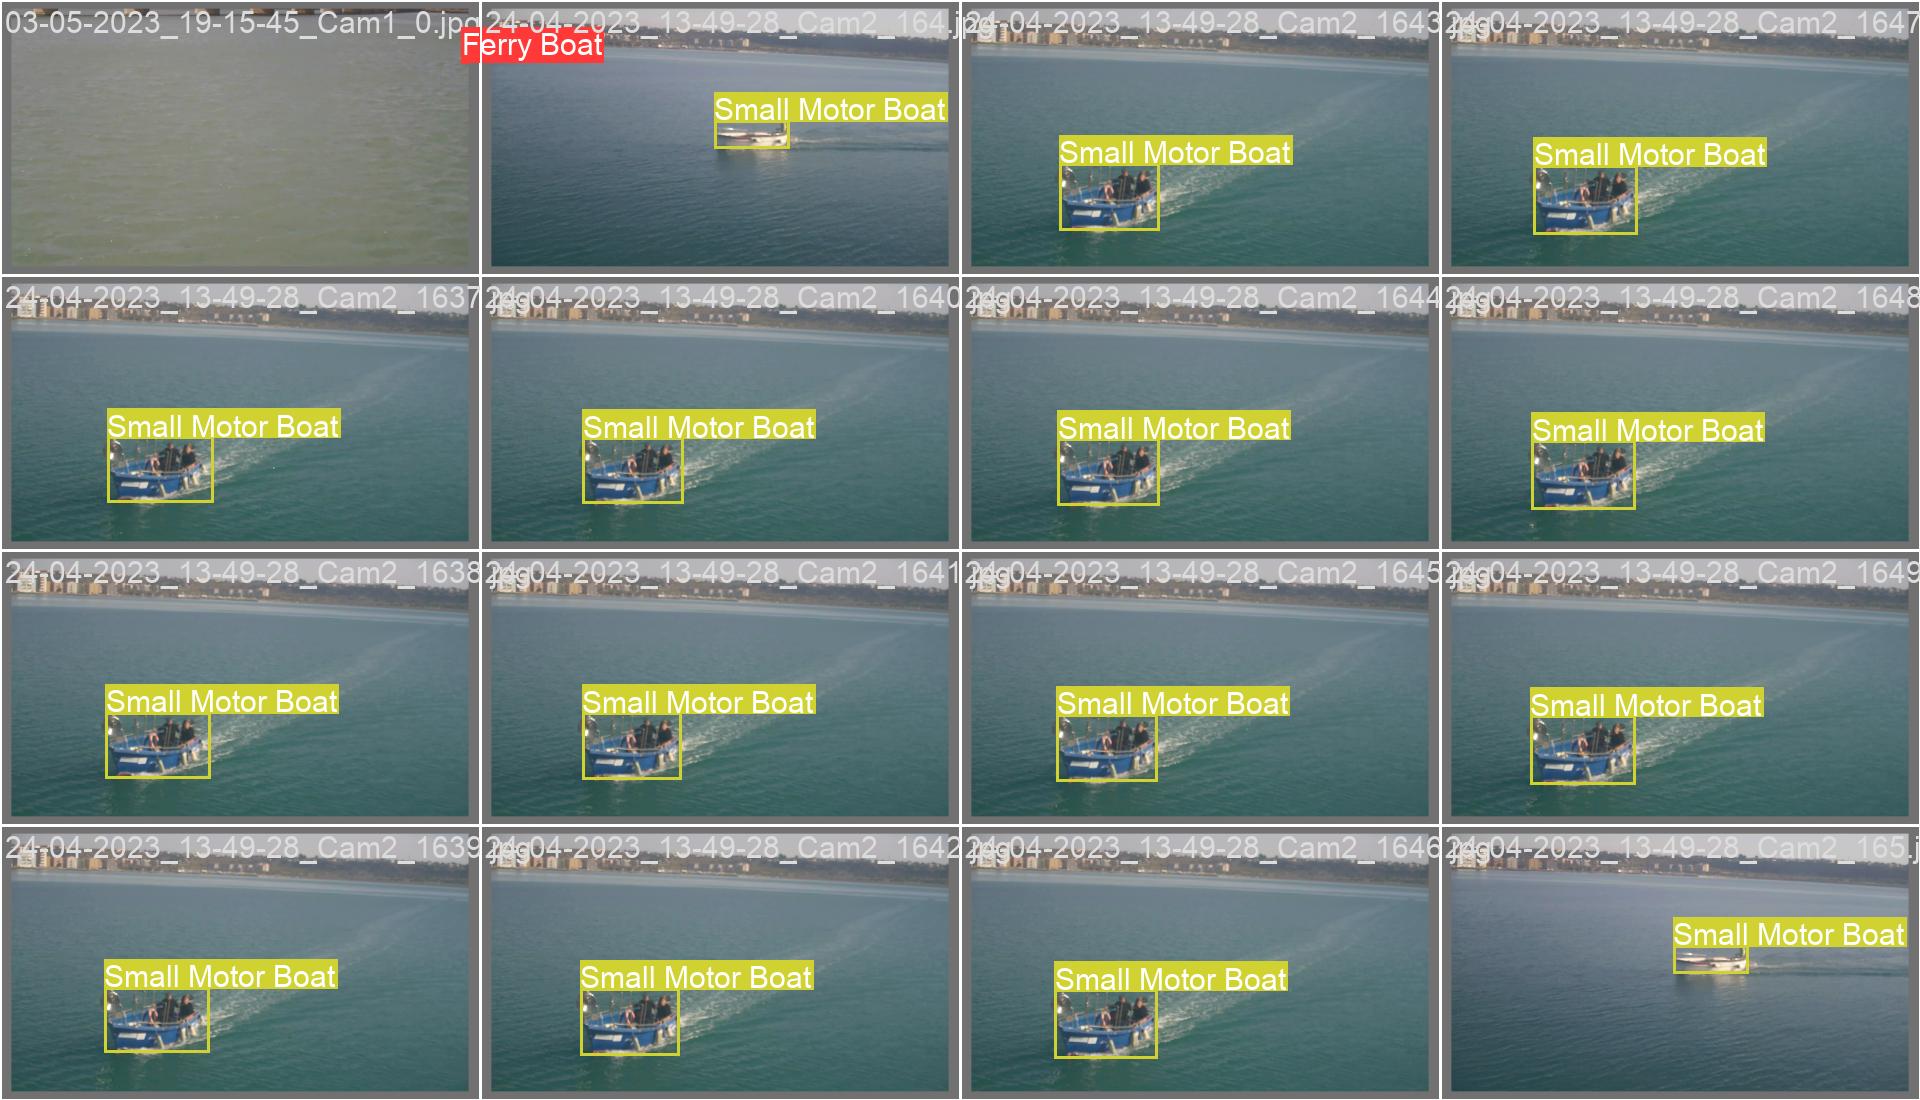 03-05-2023_19-15-45_Cam1_0.jpg
24-04-2023_13-49-28_Cam2_164.jpg
24-04-2023_13-49-28_Cam2_1643.jpg
24-04-2023_13-49-28_Cam2_1647
Ferry Boat
Small Motor Boat
Small Motor Boat
Small Motor Boat
24-04-2023_13-49-28_Cam2_1637.jpg
24-04-2023_13-49-28_Cam2_1640.jpg
24-04-2023_13-49-28_Cam2_1644.jpg
24-04-2023_13-49-28_Cam2_1648
Small Motor Boat
Small Motor Boat
Small Motor Boat
Small Motor Boat
24-04-2023_13-49-28_Cam2_1638.jpg
24-04-2023_13-49-28_Cam2_1641.jpg
24-04-2023_13-49-28_Cam2_1645.jpg
24-04-2023_13-49-28_Cam2_1649
Small Motor Boat
Small Motor Boat
Small Motor Boat
Small Motor Boat
24-04-2023_13-49-28_Cam2_1639.jpg
24-04-2023_13-49-28_Cam2_1642.jpg
24-04-2023_13-49-28_Cam2_1646.jpg
24-04-2023_13-49-28_Cam2_165.j
Small Motor Boat
Small Motor Boat
Small Motor Boat
Small Motor Boat